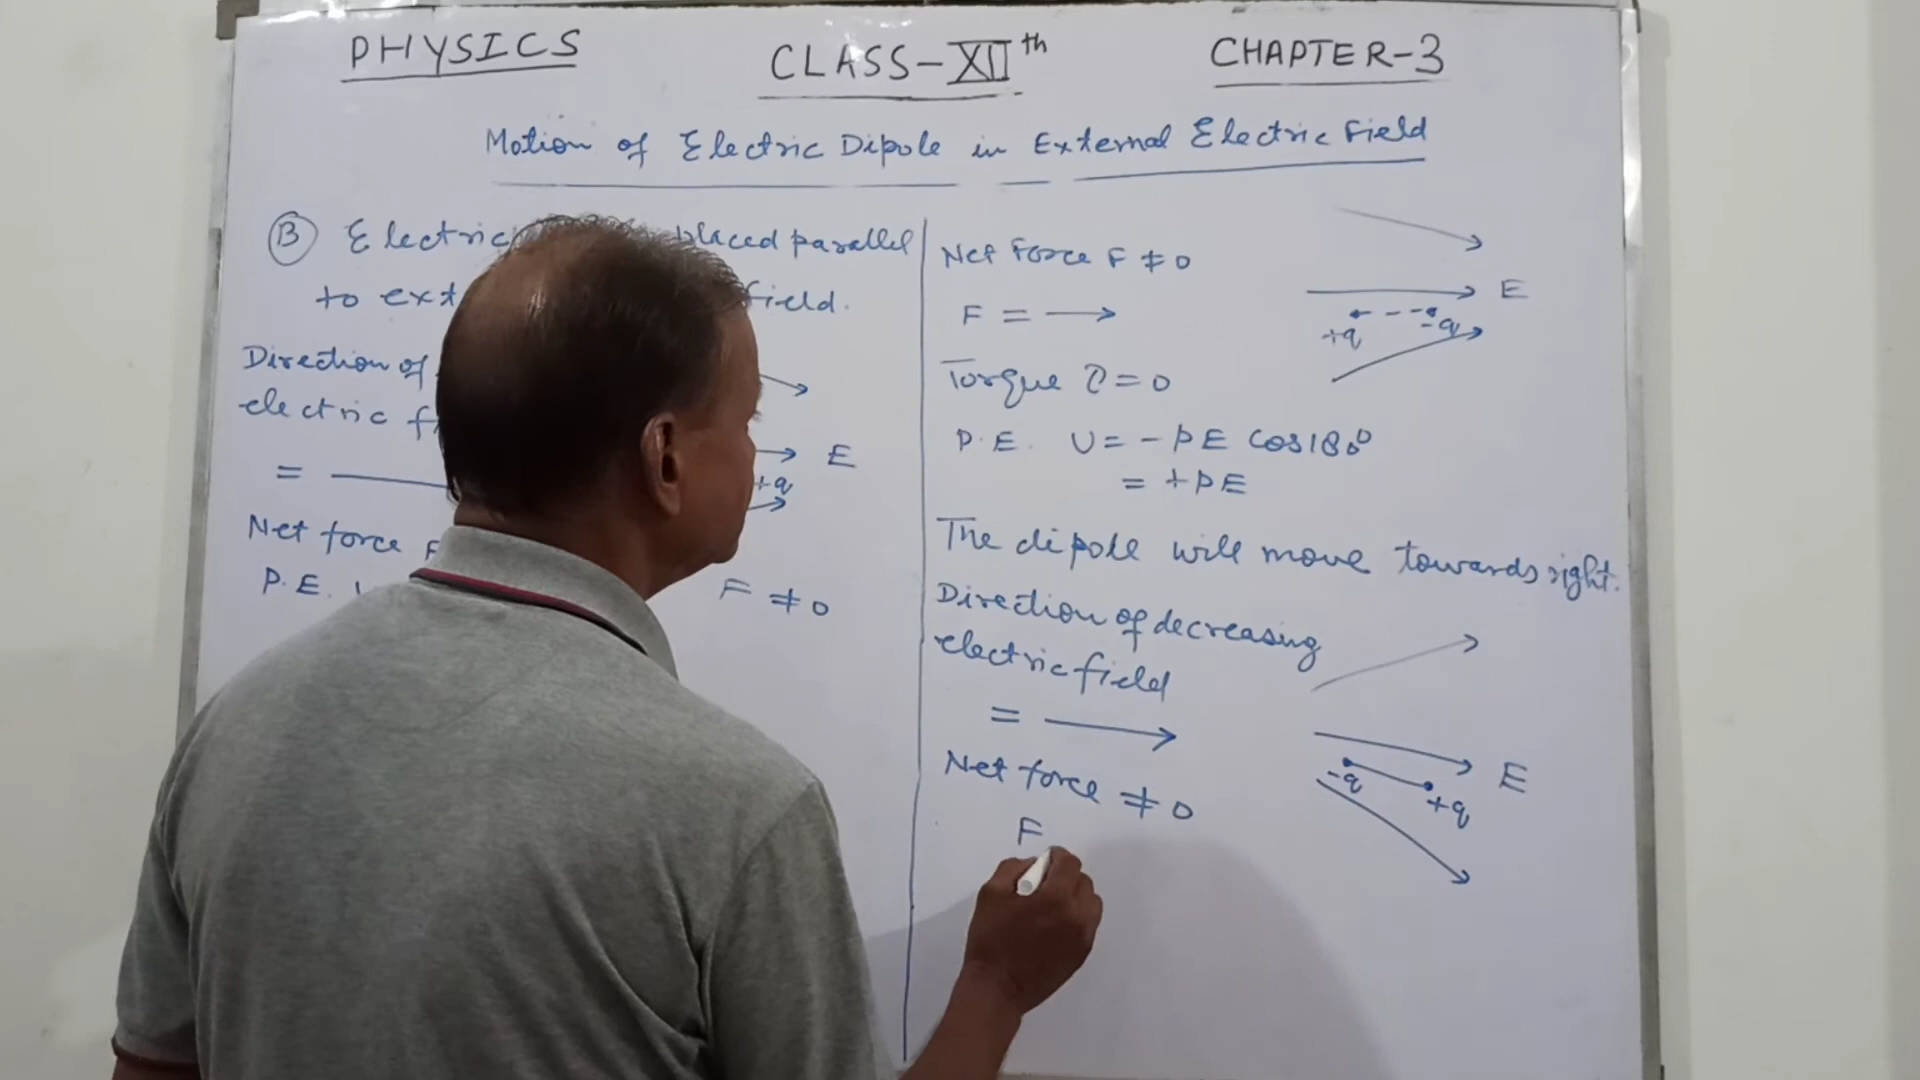 PHYSICS CLASS-XIIth CHAPTER-3
Motion of Electric Dipole in External Electric Field
(B) Electric placed parallel
to ext field.
Direction of
electric f
=
E
+q
Net force F
P.E. F ≠ 0
Net Force F ≠ 0
F = →
E
+q -q
Torque τ = 0
P.E. U = - PE cos180°
= + PE
The dipole will move towards right.
Direction of decreasing
electric field
= →
E
-q +q
Net force ≠ 0
F